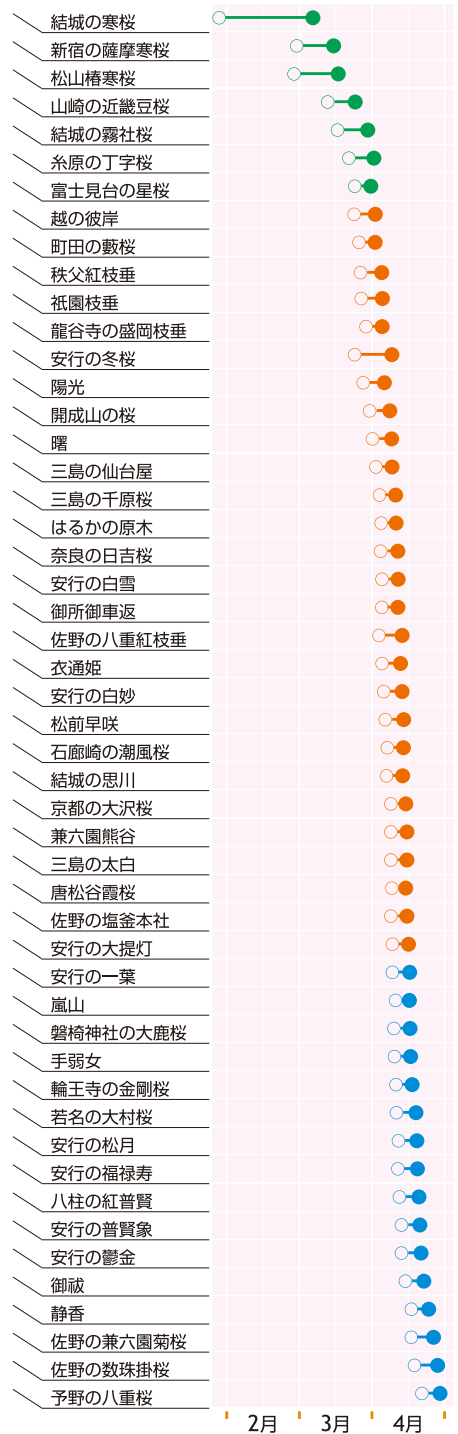 結城の寒桜
新宿の薩摩寒桜
松山椿寒桜
山崎の近畿豆桜
結城の霧社桜
糸原の丁字桜
富士見台の星桜
越の彼岸
町田の藪桜
秩父紅枝垂
祇園枝垂
龍谷寺の盛岡枝垂
安行の冬桜
陽光
開成山の桜
曙
三島の仙台屋
三島の千原桜
はるかの原木
奈良の日吉桜
安行の白雪
御所御車返
佐野の八重紅枝垂
衣通姫
安行の白妙
松前早咲
石廊崎の潮風桜
結城の思川
京都の大沢桜
兼六園熊谷
三島の太白
唐松谷霞桜
佐野の塩釜本社
安行の大提灯
安行の一葉
嵐山
磐椅神社の大鹿桜
手弱女
輪王寺の金剛桜
若名の大村桜
安行の松月
安行の福禄寿
八柱の紅普賢
安行の普賢象
安行の鬱金
御祓
静香
佐野の兼六園菊桜
佐野の数珠掛桜
予野の八重桜
2月 3月 4月